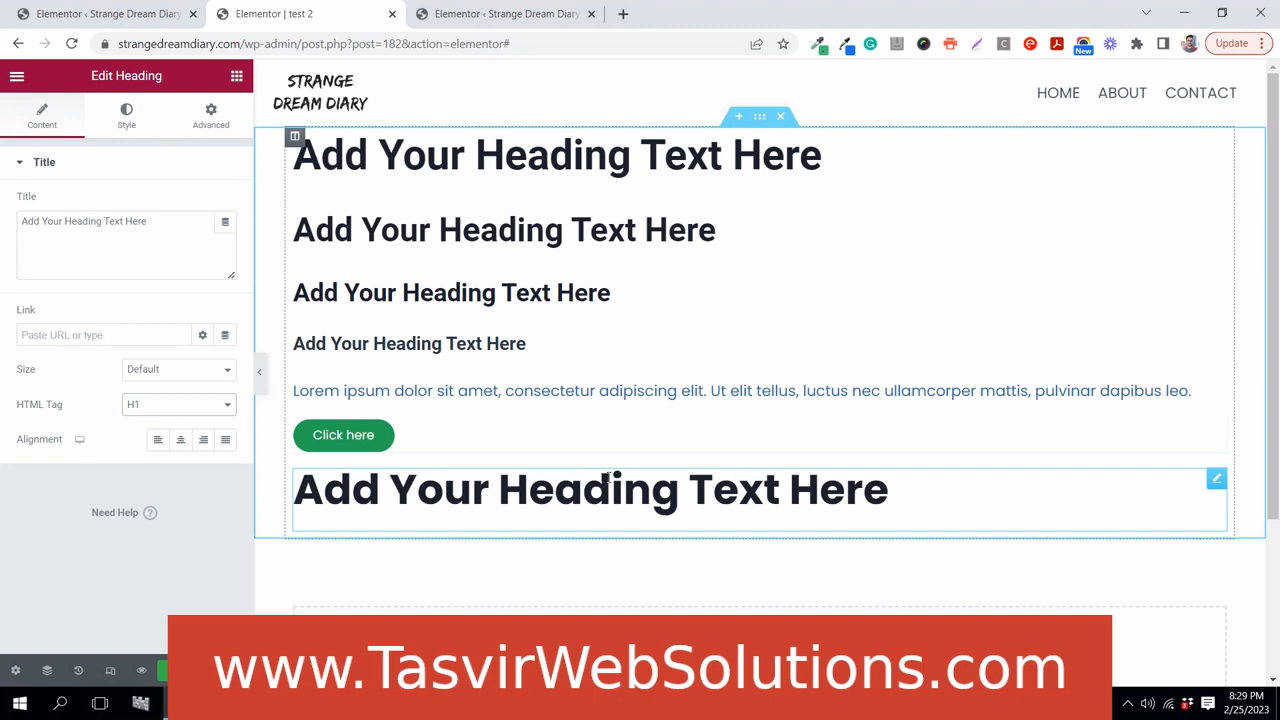 Elementor ‹ Strange Dream Diary
Elementor | test 2
Elementor ‹ Strange Dream Diary
strangedreamdiary.com/wp-admin/post.php?post=182&action=elementor#
New
Update
Edit Heading
Content
Style
Advanced
Title
Title
Add Your Heading Text Here
Link
Paste URL or type
Size
Default
HTML Tag
H1
Alignment
Need Help
STRANGE
DREAM DIARY
HOME
ABOUT
CONTACT
Add Your Heading Text Here
Add Your Heading Text Here
Add Your Heading Text Here
Add Your Heading Text Here
Lorem ipsum dolor sit amet, consectetur adipiscing elit. Ut elit tellus, luctus nec ullamcorper mattis, pulvinar dapibus leo.
Click here
Add Your Heading Text Here
www.TasvirWebSolutions.com
8:29 PM
2/25/2023